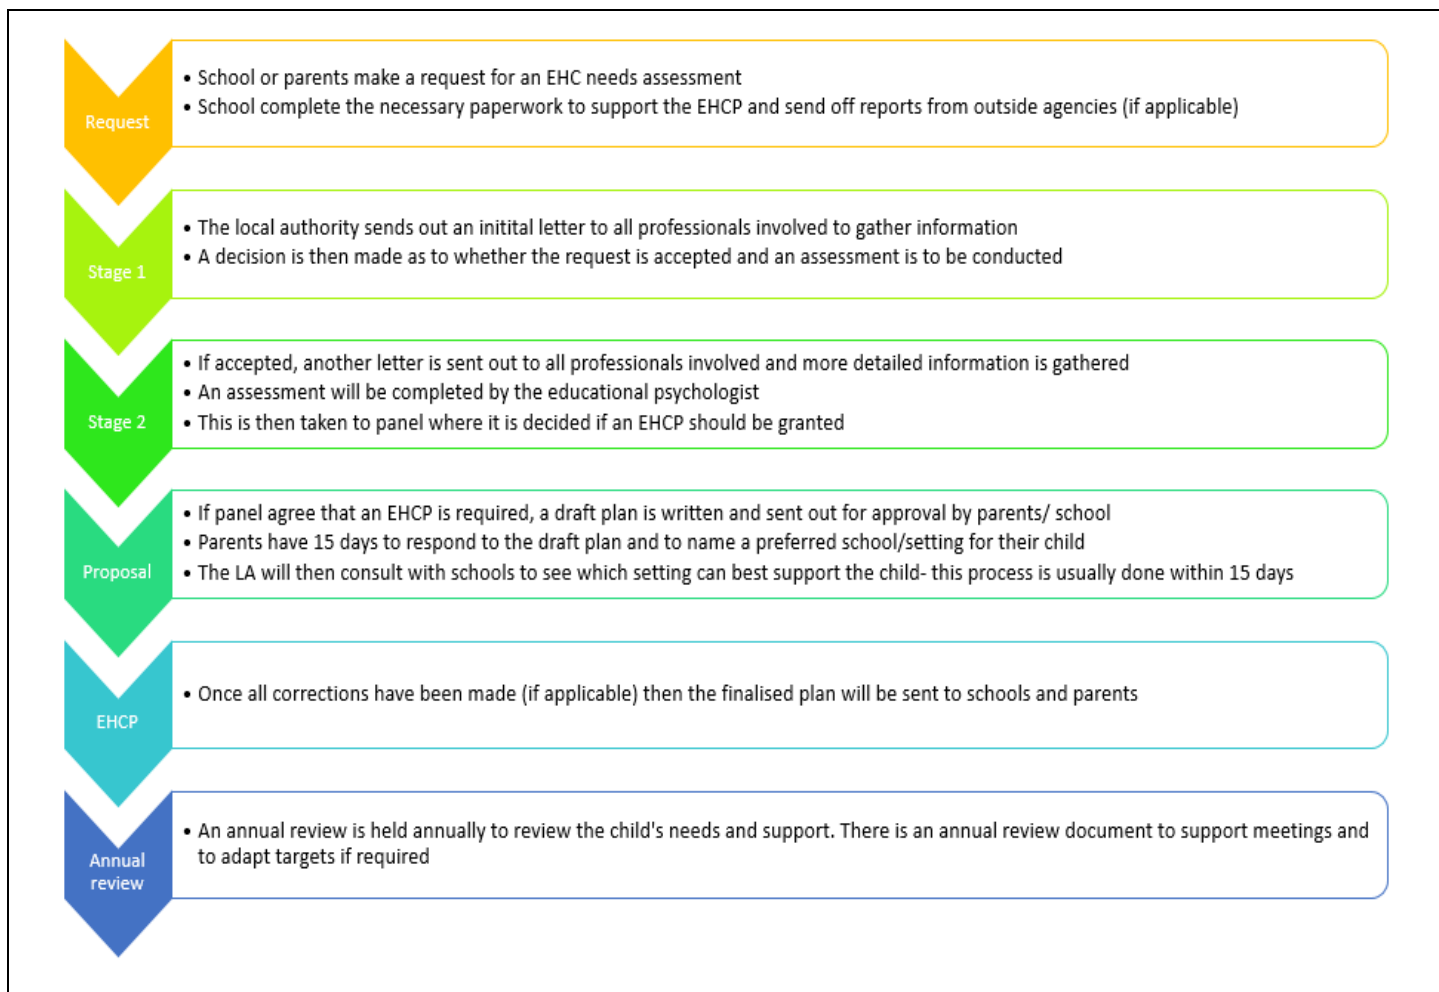 Request
• School or parents make a request for an EHC needs assessment
• School complete the necessary paperwork to support the EHCP and send off reports from outside agencies (if applicable)
Stage 1
• The local authority sends out an initital letter to all professionals involved to gather information
• A decision is then made as to whether the request is accepted and an assessment is to be conducted
Stage 2
• If accepted, another letter is sent out to all professionals involved and more detailed information is gathered
• An assessment will be completed by the educational psychologist
• This is then taken to panel where it is decided if an EHCP should be granted
Proposal
• If panel agree that an EHCP is required, a draft plan is written and sent out for approval by parents/ school
• Parents have 15 days to respond to the draft plan and to name a preferred school/setting for their child
• The LA will then consult with schools to see which setting can best support the child- this process is usually done within 15 days
EHCP
• Once all corrections have been made (if applicable) then the finalised plan will be sent to schools and parents
Annual
review
• An annual review is held annually to review the child's needs and support. There is an annual review document to support meetings and
to adapt targets if required